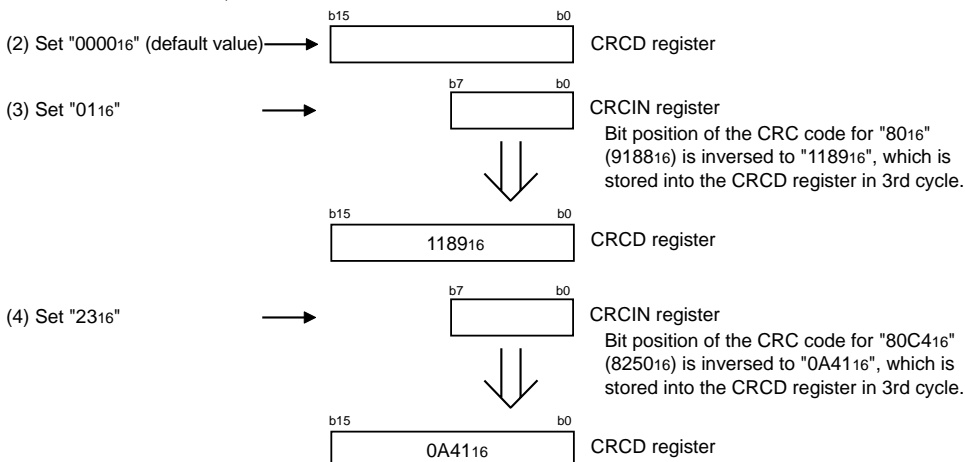 b15 b0
(2) Set "000016" (default value) CRCD register
b7 b0
(3) Set "0116" CRCIN register
Bit position of the CRC code for "8016"
(918816) is inversed to "118916", which is
stored into the CRCD register in 3rd cycle.
b15 b0
118916 CRCD register
b7 b0
(4) Set "2316" CRCIN register
Bit position of the CRC code for "80C416"
(825016) is inversed to "0A4116", which is
stored into the CRCD register in 3rd cycle.
b15 b0
0A4116 CRCD register